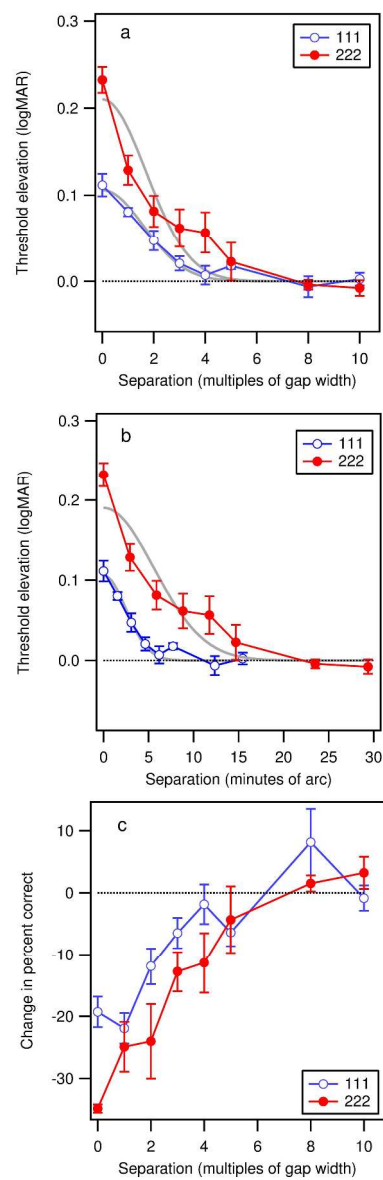 a
111
222
0.3
0.2
0.1
0.0
Threshold elevation (logMAR)
0 2 4 6 8 10
Separation (multiples of gap width)
b
111
222
0.3
0.2
0.1
0.0
Threshold elevation (logMAR)
0 5 10 15 20 25 30
Separation (minutes of arc)
c
10
0
-10
-20
-30
Change in percent correct
111
222
0 2 4 6 8 10
Separation (multiples of gap width)